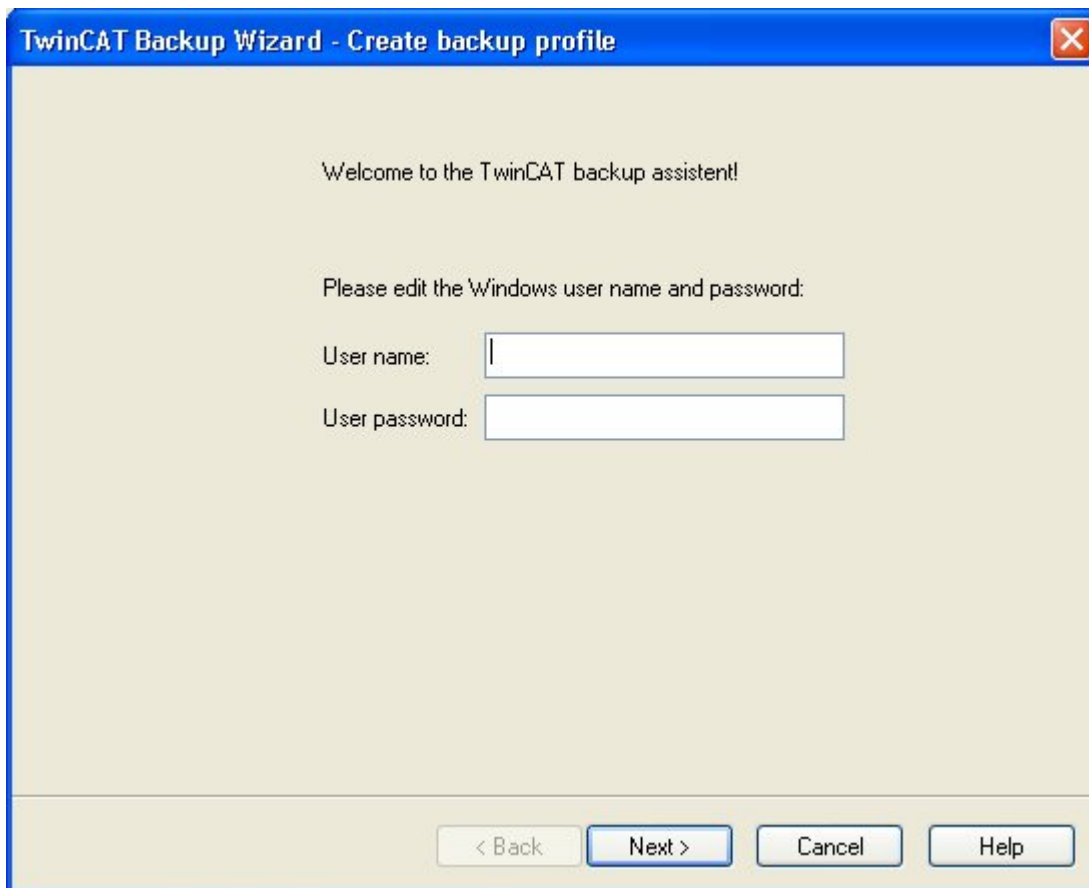 TwinCAT Backup Wizard - Create backup profile
Welcome to the TwinCAT backup assistent!
Please edit the Windows user name and password:
User name:
User password:
< Back Next > Cancel Help